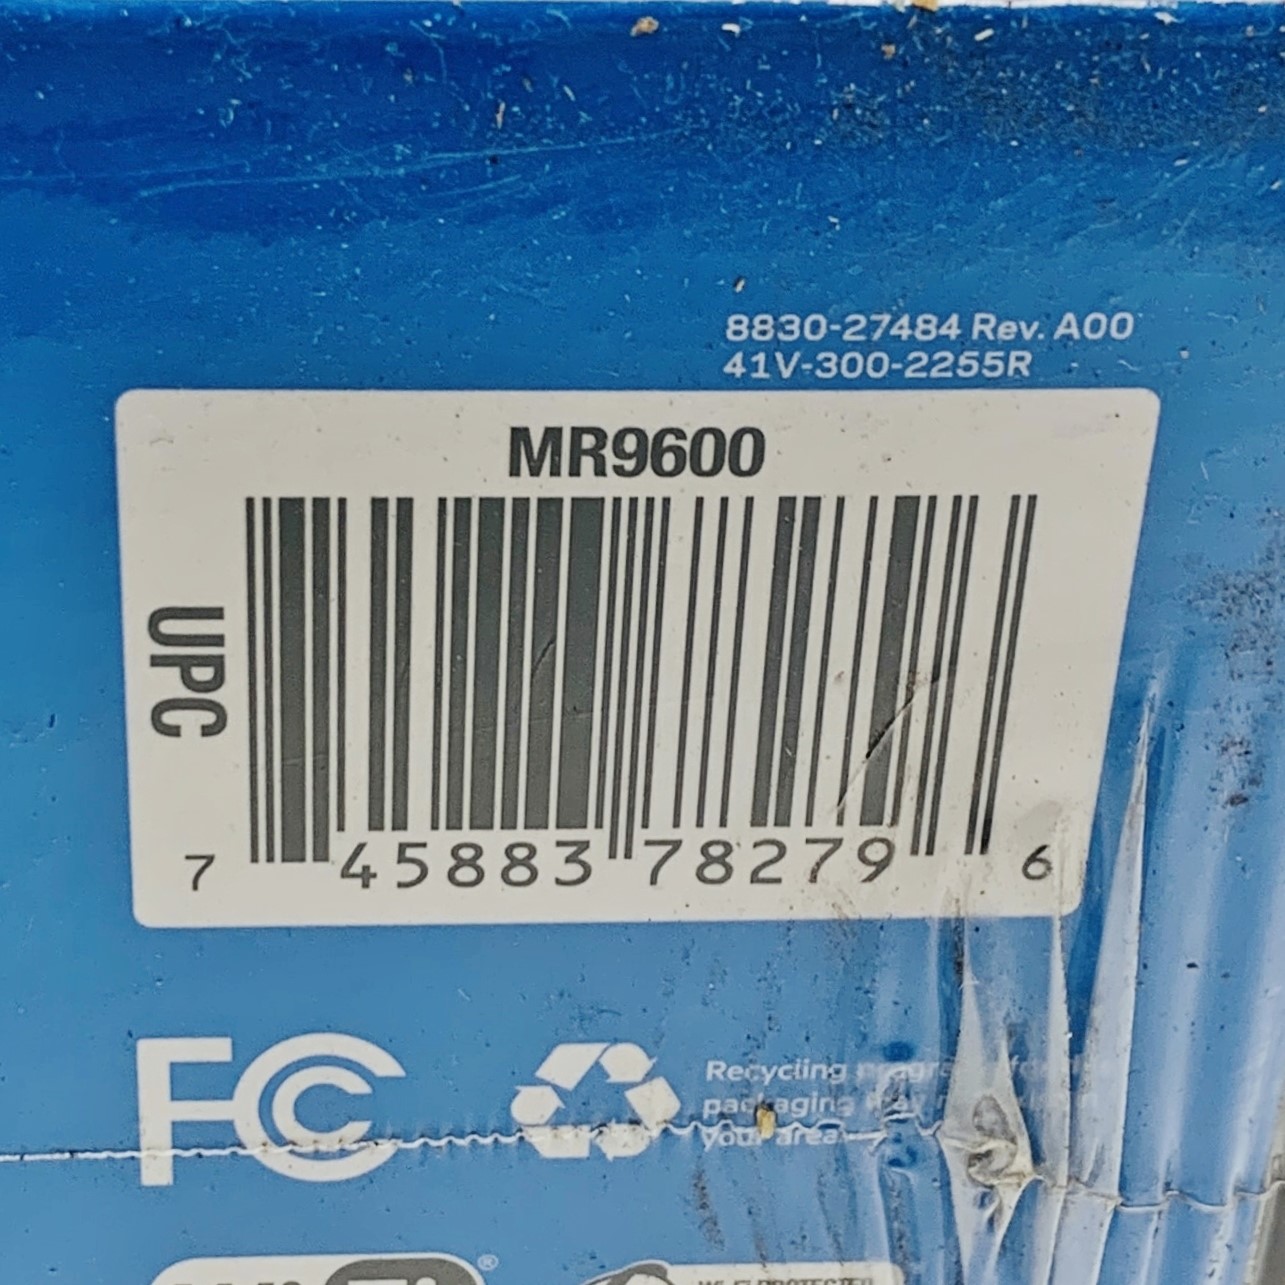 8830-27484 Rev. A00
41V-300-2255R
MR9600
UPC
7 45883 78279 6
FC
Recycling
packaging
your area
®